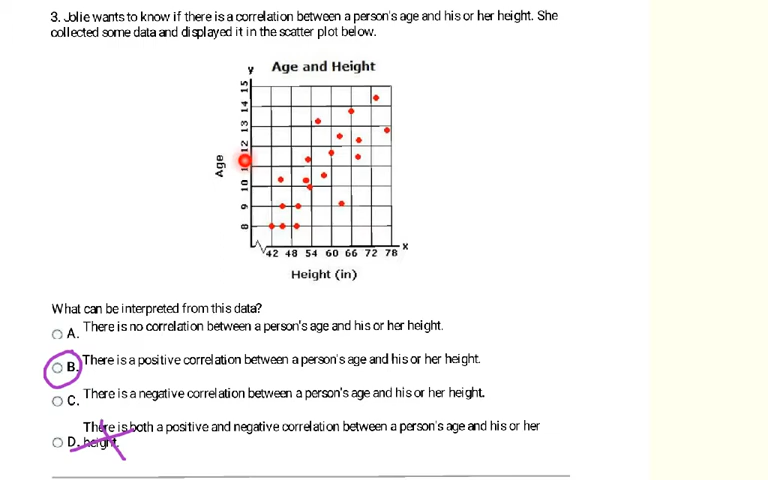 3. Jolie wants to know if there is a correlation between a person's age and his or her height. She
collected some data and displayed it in the scatter plot below.
y Age and Height
15
14
13
12
10
9
8
Age
42 48 54 60 66 72 78 x
Height (in)
What can be interpreted from this data?
A. There is no correlation between a person's age and his or her height.
B. There is a positive correlation between a person's age and his or her height.
C. There is a negative correlation between a person's age and his or her height.
There is both a positive and negative correlation between a person's age and his or her
D. height.